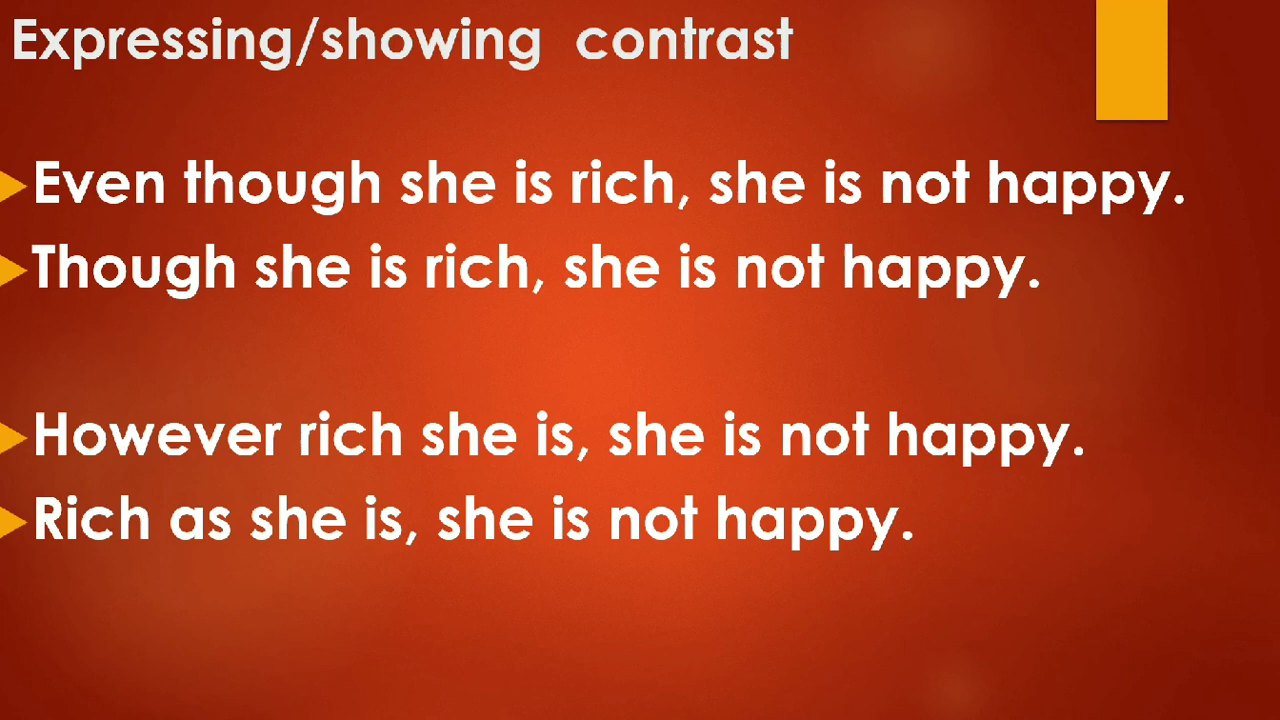 Expressing/showing contrast
Even though she is rich, she is not happy.
Though she is rich, she is not happy.
However rich she is, she is not happy.
Rich as she is, she is not happy.